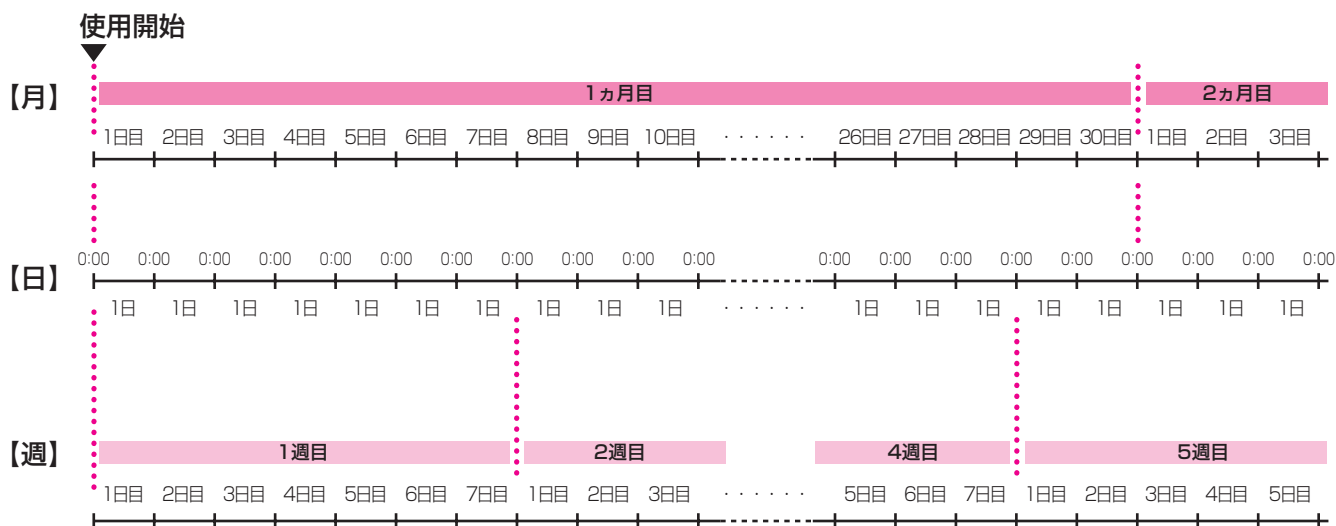 使用開始
【月】
1ヵ月目 2ヵ月目
1日目 2日目 3日目 4日目 5日目 6日目 7日目 8日目 9日目 10日目 ・・・・・・ 26日目 27日目 28日目 29日目 30日目 1日目 2日目 3日目
【日】
0:00 0:00 0:00 0:00 0:00 0:00 0:00 0:00 0:00 0:00 0:00 0:00 0:00 0:00 0:00 0:00 0:00 0:00 0:00 0:00
1日 1日 1日 1日 1日 1日 1日 1日 1日 1日 ・・・・・・ 1日 1日 1日 1日 1日 1日 1日 1日
【週】
1週目 2週目 4週目 5週目
1日目 2日目 3日目 4日目 5日目 6日目 7日目 1日目 2日目 3日目 ・・・・・・ 5日目 6日目 7日目 1日目 2日目 3日目 4日目 5日目